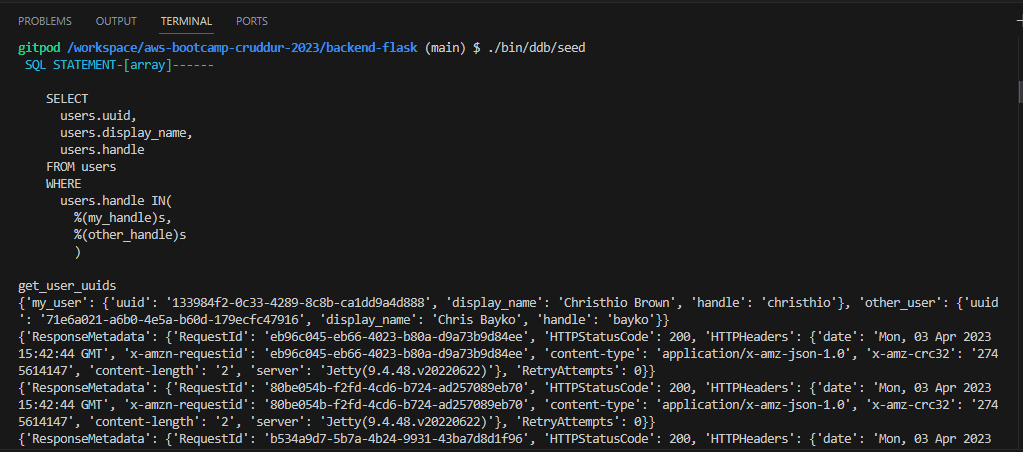 PROBLEMS OUTPUT TERMINAL PORTS
gitpod /workspace/aws-bootcamp-cruddur-2023/backend-flask (main) $ ./bin/ddb/seed
SQL STATEMENT-[array]------
SELECT
users.uuid,
users.display_name,
users.handle
FROM users
WHERE
users.handle IN(
%(my_handle)s,
%(other_handle)s
)
get_user_uuids
{'my_user': {'uuid': '133984f2-0c33-4289-8c8b-ca1dd9a4d888', 'display_name': 'Christhio Brown', 'handle': 'christhio'}, 'other_user': {'uuid
': '71e6a021-a6b0-4e5a-b60d-179ecfc47916', 'display_name': 'Chris Bayko', 'handle': 'bayko'}}
{'ResponseMetadata': {'RequestId': 'eb96c045-eb66-4023-b80a-d9a73b9d84ee', 'HTTPStatusCode': 200, 'HTTPHeaders': {'date': 'Mon, 03 Apr 2023
15:42:44 GMT', 'x-amzn-requestid': 'eb96c045-eb66-4023-b80a-d9a73b9d84ee', 'content-type': 'application/x-amz-json-1.0', 'x-amz-crc32': '274
5614147', 'content-length': '2', 'server': 'Jetty(9.4.48.v20220622)'}, 'RetryAttempts': 0}}
{'ResponseMetadata': {'RequestId': '80be054b-f2fd-4cd6-b724-ad257089eb70', 'HTTPStatusCode': 200, 'HTTPHeaders': {'date': 'Mon, 03 Apr 2023
15:42:44 GMT', 'x-amzn-requestid': '80be054b-f2fd-4cd6-b724-ad257089eb70', 'content-type': 'application/x-amz-json-1.0', 'x-amz-crc32': '274
5614147', 'content-length': '2', 'server': 'Jetty(9.4.48.v20220622)'}, 'RetryAttempts': 0}}
{'ResponseMetadata': {'RequestId': 'b534a9d7-5b7a-4b24-9931-43ba7d8d1f96', 'HTTPStatusCode': 200, 'HTTPHeaders': {'date': 'Mon, 03 Apr 2023